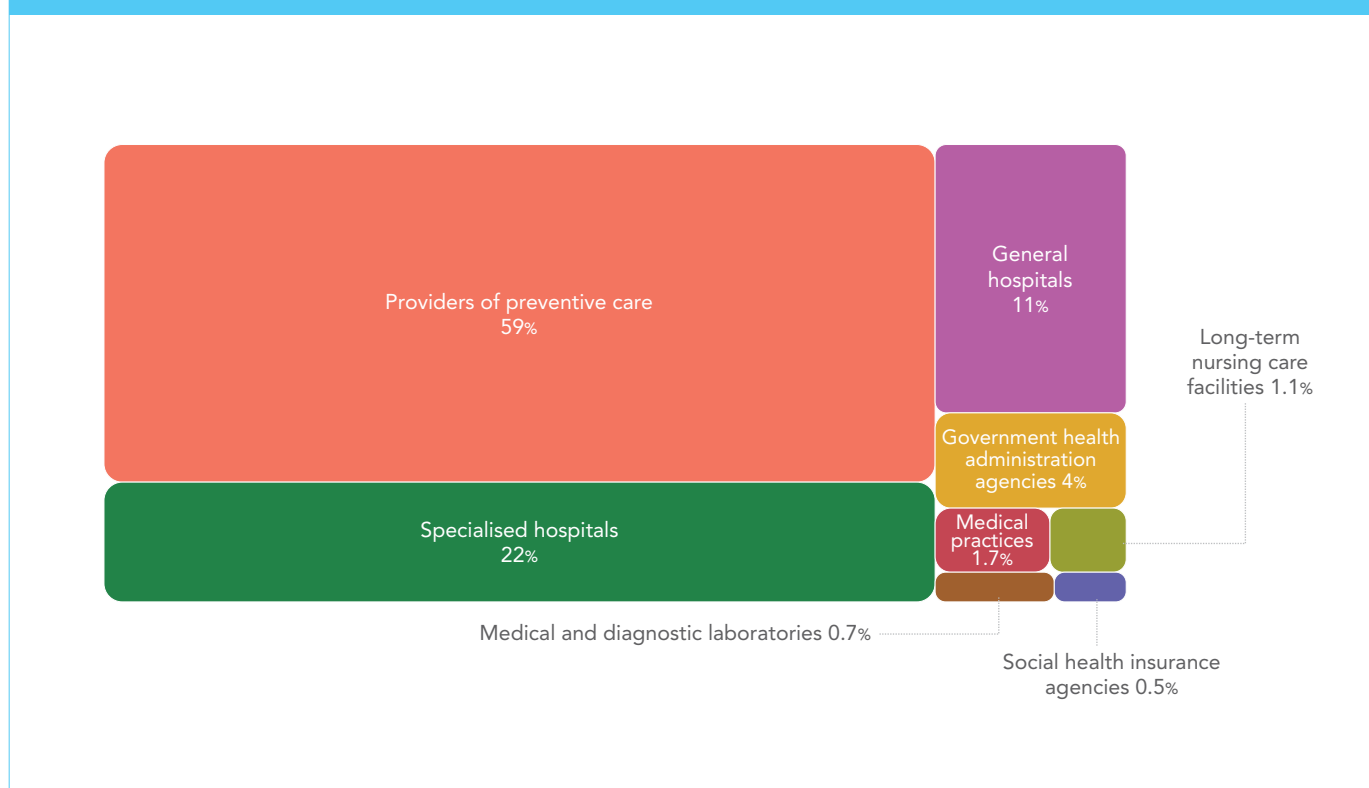 Providers of preventive care
59%
Specialised hospitals
22%
General
hospitals
11%
Government health
administration
agencies 4%
Medical
practices
1.7%
Long-term
nursing care
facilities 1.1%
Medical and diagnostic laboratories 0.7%
Social health insurance
agencies 0.5%